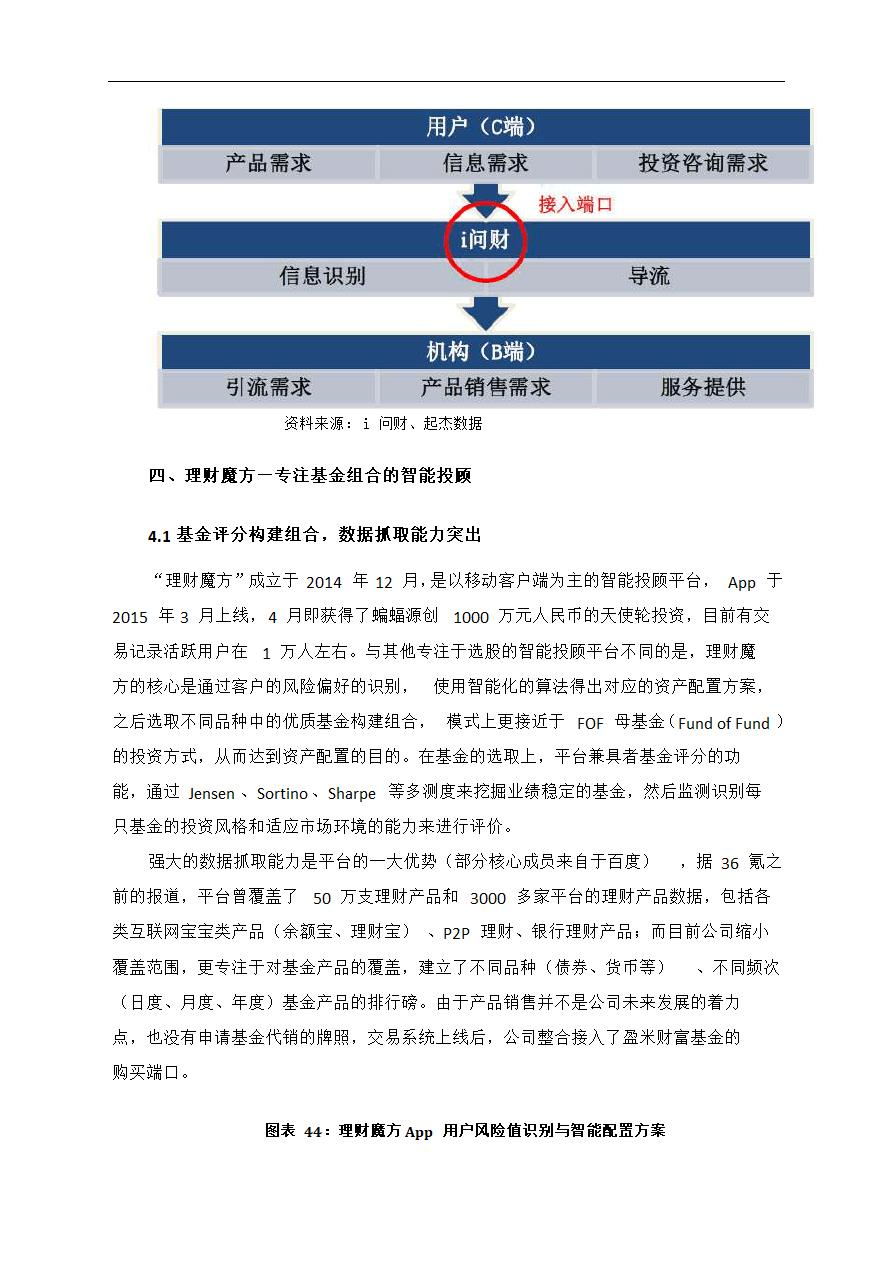 用户（C端）
产品需求 信息需求 投资咨询需求
接入端口
i问财
信息识别 导流
机构（B端）
引流需求 产品销售需求 服务提供
资料来源：i 问财、起杰数据
四、理财魔方—专注基金组合的智能投顾
4.1 基金评分构建组合，数据抓取能力突出
“理财魔方”成立于 2014 年 12 月，是以移动客户端为主的智能投顾平台， App 于
2015 年 3 月上线，4 月即获得了蝙蝠源创 1000 万元人民币的天使轮投资，目前有交
易记录活跃用户在 1 万人左右。与其他专注于选股的智能投顾平台不同的是，理财魔
方的核心是通过客户的风险偏好的识别， 使用智能化的算法得出对应的资产配置方案，
之后选取不同品种中的优质基金构建组合， 模式上更接近于 FOF 母基金（Fund of Fund ）
的投资方式，从而达到资产配置的目的。在基金的选取上，平台兼具者基金评分的功
能，通过 Jensen 、Sortino、Sharpe 等多测度来挖掘业绩稳定的基金，然后监测识别每
只基金的投资风格和适应市场环境的能力来进行评价。
强大的数据抓取能力是平台的一大优势（部分核心成员来自于百度） ，据 36 氪之
前的报道，平台曾覆盖了 50 万支理财产品和 3000 多家平台的理财产品数据，包括各
类互联网宝宝类产品（余额宝、理财宝） 、P2P 理财、银行理财产品；而目前公司缩小
覆盖范围，更专注于对基金产品的覆盖，建立了不同品种（债券、货币等） 、不同频次
（日度、月度、年度）基金产品的排行磅。由于产品销售并不是公司未来发展的着力
点，也没有申请基金代销的牌照，交易系统上线后，公司整合接入了盈米财富基金的
购买端口。
图表 44：理财魔方 App 用户风险值识别与智能配置方案